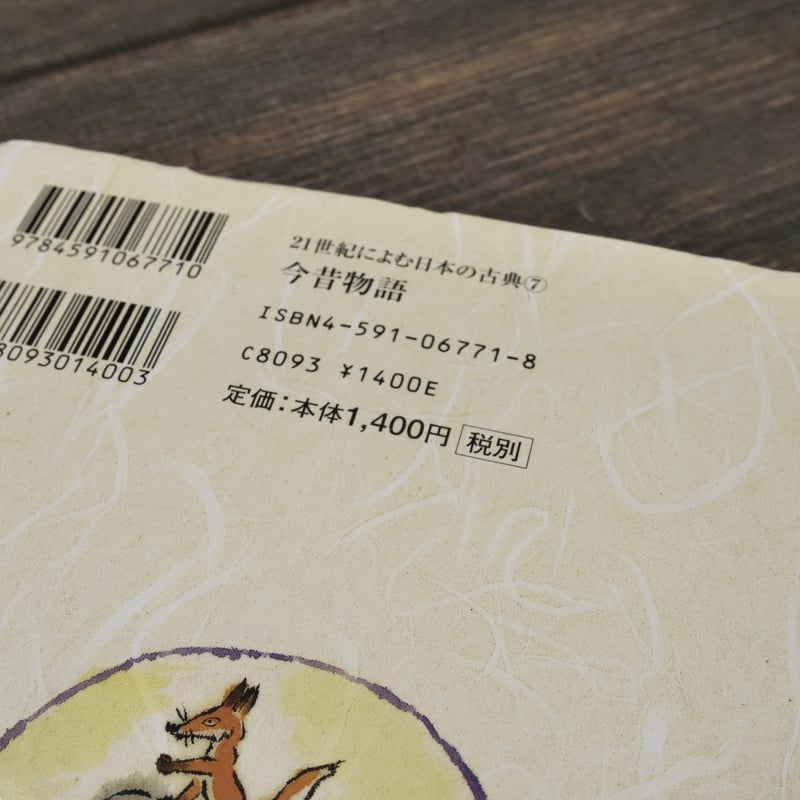 9784591067710
8093014003
21世紀によむ日本の古典⑦
今昔物語
ISBN4-591-06771-8
C8093 ¥1400E
定価:本体1,400円 税別